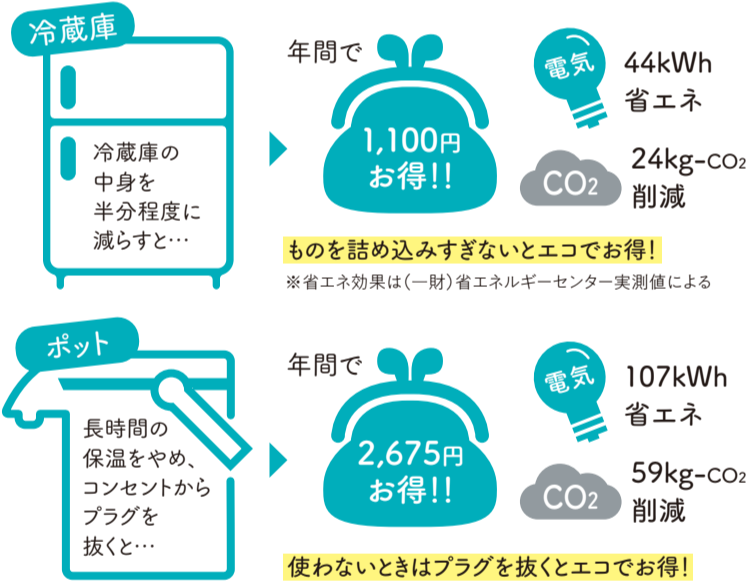 冷蔵庫
冷蔵庫の
中身を
半分程度に
減らすと…
年間で
1,100円
お得!!
電気
44kWh
省エネ
CO2
24kg-CO2
削減
ものを詰め込みすぎないとエコでお得!
※省エネ効果は(一財)省エネルギーセンター実測値による
ポット
長時間の
保温をやめ、
コンセントから
プラグを
抜くと…
年間で
2,675円
お得!!
電気
107kWh
省エネ
CO2
59kg-CO2
削減
使わないときはプラグを抜くとエコでお得!